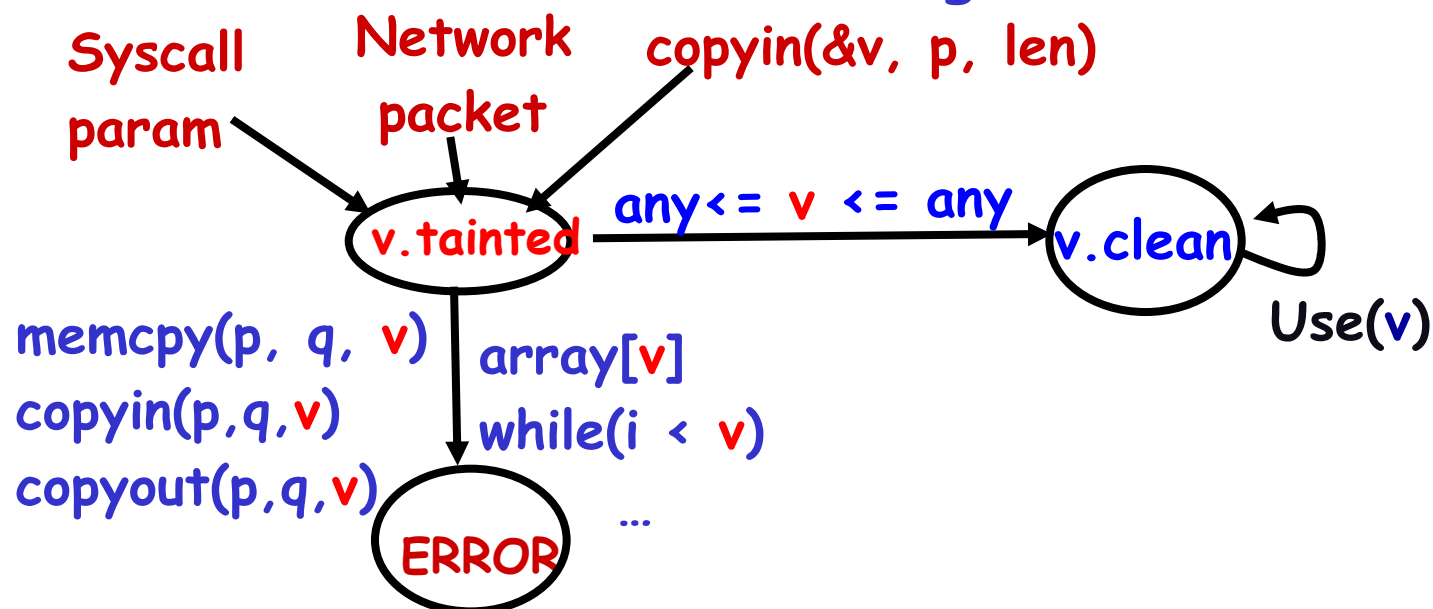 Syscall
param
Network
packet
copyin(&v, p, len)
v.tainted
any<= v <= any
v.clean
Use(v)
memcpy(p, q, v)
copyin(p,q,v)
copyout(p,q,v)
array[v]
while(i < v)
...
ERROR